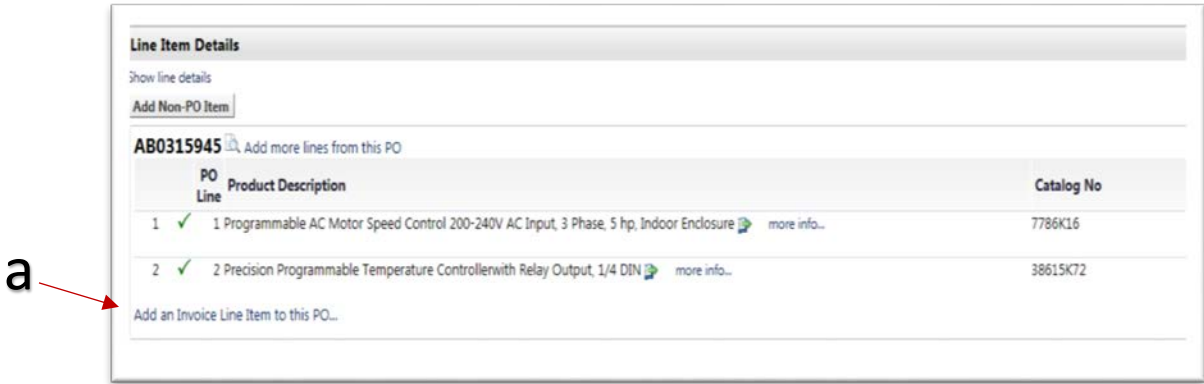 Line Item Details
Show line details
Add Non-PO Item
AB0315945 Add more lines from this PO
PO Line Product Description Catalog No
1 1 Programmable AC Motor Speed Control 200-240V AC Input, 3 Phase, 5 hp, Indoor Enclosure more info... 7786K16
2 2 Precision Programmable Temperature Controllerwith Relay Output, 1/4 DIN more info... 38615K72
a
Add an Invoice Line Item to this PO...